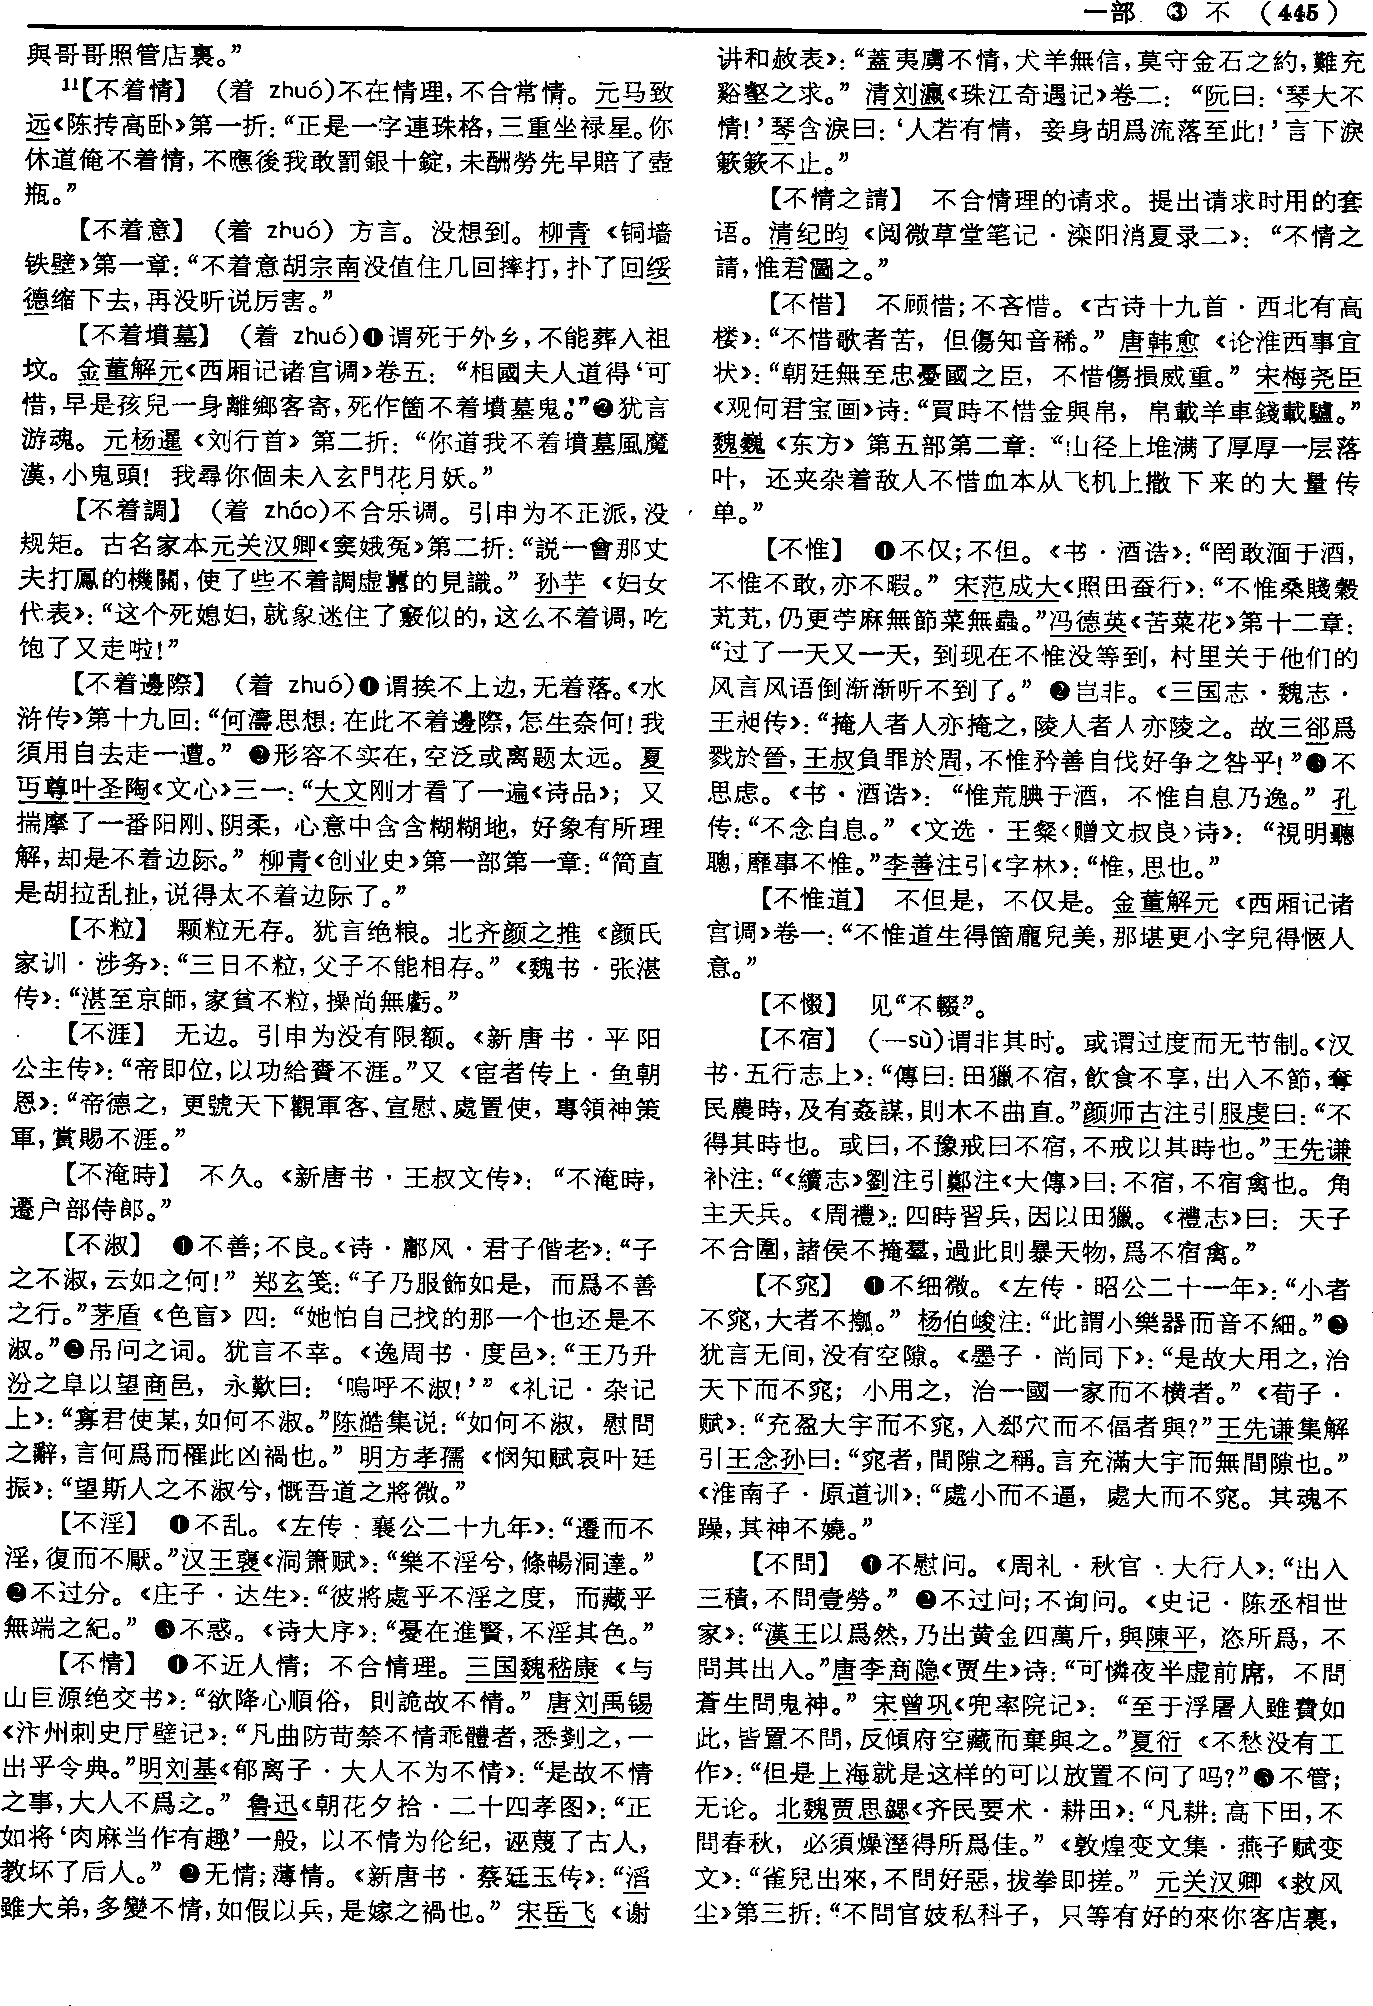 一部 ③ 不 （445）
與哥哥照管店裏。”
¹¹【不着情】 （着 zhuó）不在情理，不合常情。元马致
远《陈抟高卧》第一折：“正是一字連珠格，三重坐禄星。你
休道俺不着情，不應後我敢罰銀十錠，未酬勞先早賠了壺
瓶。”
【不着意】 （着 zhuó） 方言。没想到。柳青《铜墙
铁壁》第一章：“不着意胡宗南没值住几回摔打，扑了回绥
德缩下去，再没听说厉害。”
【不着墳墓】 （着 zhuó）❶谓死于外乡，不能葬入祖
坟。金董解元《西厢记诸宫调》卷五：“相國夫人道得‘可
惜，早是孩兒一身離鄉客寄，死作箇不着墳墓鬼。’”❷犹言
游魂。元杨暹《刘行首》第二折：“你道我不着墳墓風魔
漢，小鬼頭！我尋你個未入玄門花月妖。”
【不着調】 （着 zháo）不合乐调。引申为不正派，没
规矩。古名家本元关汉卿《窦娥冤》第二折：“説一會那丈
夫打鳳的機關，使了些不着調虚囂的見識。”孙芋《妇女
代表》：“这个死媳妇，就象迷住了竅似的，这么不着调，吃
饱了又走啦！”
【不着邊際】 （着 zhuó）❶谓挨不上边，无着落。《水
浒传》第十九回：“何濤思想：在此不着邊際，怎生奈何！我
須用自去走一遭。”❷形容不实在，空泛或离题太远。夏
丏尊叶圣陶《文心》三一：“大文刚才看了一遍《诗品》；又
揣摩了一番阳刚、阴柔，心意中含含糊糊地，好象有所理
解，却是不着边际。”柳青《创业史》第一部第一章：“简直
是胡拉乱扯，说得太不着边际了。”
【不粒】 颗粒无存。犹言绝粮。北齐颜之推《颜氏
家训·涉务》：“三日不粒，父子不能相存。”《魏书·张湛
传》：“湛至京師，家貧不粒，操尚無虧。”
【不涯】 无边。引申为没有限额。《新唐书·平阳
公主传》：“帝即位，以功給賚不涯。”又《宦者传上·鱼朝
恩》：“帝德之，更號天下觀軍客、宣慰、處置使，專領神策
軍，賞賜不涯。”
【不淹時】 不久。《新唐书·王叔文传》：“不淹時，
遷户部侍郎。”
【不淑】 ❶不善；不良。《诗·鄘风·君子偕老》：“子
之不淑，云如之何！”郑玄笺：“子乃服飾如是，而爲不善
之行。”茅盾《色盲》四：“她怕自己找的那一个也还是不
淑。”❷吊问之词。犹言不幸。《逸周书·度邑》：“王乃升
汾之阜以望商邑，永歎曰：‘嗚呼不淑！’”《礼记·杂记
上》：“寡君使某，如何不淑。”陈皓集说：“如何不淑，慰問
之辭，言何爲而罹此凶禍也。”明方孝孺《悯知赋哀叶廷
振》：“望斯人之不淑兮，慨吾道之將微。”
【不淫】 ❶不乱。《左传·襄公二十九年》：“遷而不
淫，復而不厭。”汉王褒《洞箫赋》：“樂不淫兮，條暢洞達。”
❷不过分。《庄子·达生》：“彼將處乎不淫之度，而藏乎
無端之紀。”❸不惑。《诗大序》：“憂在進賢，不淫其色。”
【不情】 ❶不近人情；不合情理。三国魏嵇康《与
山巨源绝交书》：“欲降心順俗，則詭故不情。”唐刘禹锡
《汴州刺史厅壁记》：“凡曲防苛禁不情乖體者，悉剗之，一
出乎令典。”明刘基《郁离子·大人不为不情》：“是故不情
之事，大人不爲之。”鲁迅《朝花夕拾·二十四孝图》：“正
如将‘肉麻当作有趣’一般，以不情为伦纪，诬蔑了古人，
教坏了后人。”❷无情；薄情。《新唐书·蔡廷玉传》：“滔
雖大弟，多變不情，如假以兵，是嫁之禍也。”宋岳飞《谢
讲和赦表》：“蓋夷虜不情，犬羊無信，莫守金石之約，難充
谿壑之求。”清刘瀛《珠江奇遇记》卷二：“阮曰：‘琴大不
情！’琴含淚曰：‘人若有情，妾身胡爲流落至此！’言下淚
簌簌不止。”
【不情之請】 不合情理的请求。提出请求时用的套
语。清纪昀《阅微草堂笔记·滦阳消夏录二》：“不情之
請，惟君圖之。”
【不惜】 不顾惜；不吝惜。《古诗十九首·西北有高
楼》：“不惜歌者苦，但傷知音稀。”唐韩愈《论淮西事宜
状》：“朝廷無至忠憂國之臣，不惜傷損威重。”宋梅尧臣
《观何君宝画》诗：“買時不惜金與帛，帛載羊車錢載驢。”
魏巍《东方》第五部第二章：“山径上堆满了厚厚一层落
叶，还夹杂着敌人不惜血本从飞机上撒下来的大量传
单。”
【不惟】 ❶不仅；不但。《书·酒诰》：“罔敢湎于酒，
不惟不敢，亦不暇。”宋范成大《照田蚕行》：“不惟桑賤穀
芃芃，仍更苧麻無節菜無蟲。”冯德英《苦菜花》第十二章：
“过了一天又一天，到现在不惟没等到，村里关于他们的
风言风语倒渐渐听不到了。”❷岂非。《三国志·魏志·
王昶传》：“掩人者人亦掩之，陵人者人亦陵之。故三郤爲
戮於晉，王叔負罪於周，不惟矜善自伐好争之咎乎！”❸不
思虑。《书·酒诰》：“惟荒腆于酒，不惟自息乃逸。”孔
传：“不念自息。”《文选·王粲〈赠文叔良〉诗》：“視明聽
聰，靡事不惟。”李善注引《字林》：“惟，思也。”
【不惟道】 不但是，不仅是。金董解元《西厢记诸
宫调》卷一：“不惟道生得箇龐兒美，那堪更小字兒得愜人
意。”
【不惙】 见“不輟”。
【不宿】 （—sù）谓非其时。或谓过度而无节制。《汉
书·五行志上》：“傳曰：田獵不宿，飲食不享，出入不節，奪
民農時，及有姦謀，則木不曲直。”颜师古注引服虔曰：“不
得其時也。或曰，不豫戒曰不宿，不戒以其時也。”王先谦
补注：“《續志》劉注引鄭注《大傳》曰：不宿，不宿禽也。角
主天兵。《周禮》：四時習兵，因以田獵。《禮志》曰：天子
不合圍，諸侯不掩羣，過此則暴天物，爲不宿禽。”
【不窕】 ❶不细微。《左传·昭公二十一年》：“小者
不窕，大者不摦。”杨伯峻注：“此謂小樂器而音不細。”❷
犹言无间，没有空隙。《墨子·尚同下》：“是故大用之，治
天下而不窕；小用之，治一國一家而不横者。”《荀子·
赋》：“充盈大宇而不窕，入郄穴而不偪者與？”王先谦集解
引王念孙曰：“窕者，間隙之稱。言充滿大宇而無間隙也。”
《淮南子·原道训》：“處小而不逼，處大而不窕。其魂不
躁，其神不嬈。”
【不問】 ❶不慰问。《周礼·秋官·大行人》：“出入
三積，不問壹勞。”❷不过问；不询问。《史记·陈丞相世
家》：“漢王以爲然，乃出黄金四萬斤，與陳平，恣所爲，不
問其出入。”唐李商隐《贾生》诗：“可憐夜半虚前席，不問
蒼生問鬼神。”宋曾巩《兜率院记》：“至于浮屠人雖費如
此，皆置不問，反傾府空藏而棄與之。”夏衍《不愁没有工
作》：“但是上海就是这样的可以放置不问了吗？”❸不管；
无论。北魏贾思勰《齐民要术·耕田》：“凡耕：高下田，不
問春秋，必須燥溼得所爲佳。”《敦煌变文集·燕子赋变
文》：“雀兒出來，不問好惡，拔拳即搓。”元关汉卿《救风
尘》第三折：“不問官妓私科子，只等有好的來你客店裏，